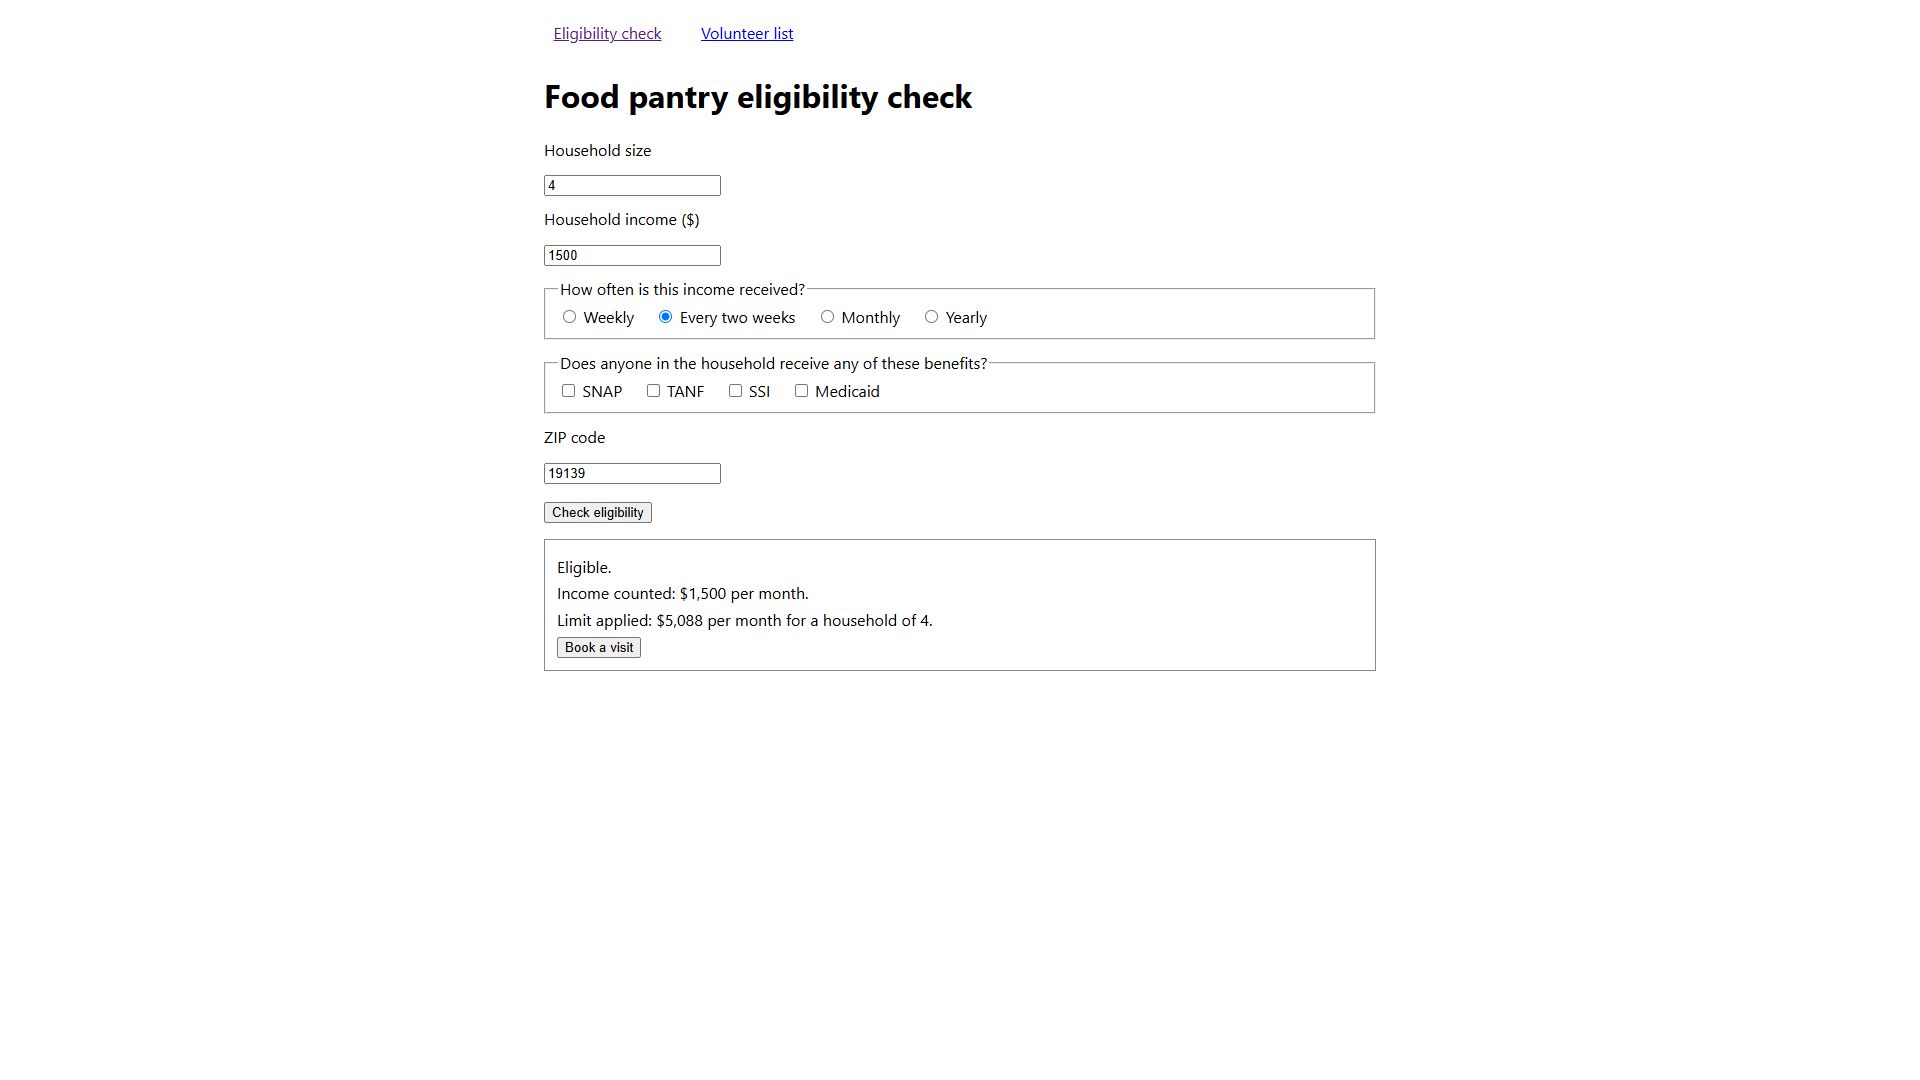 Eligibility check Volunteer list
Food pantry eligibility check
Household size
4
Household income ($)
1500
How often is this income received?
Weekly Every two weeks Monthly Yearly
Does anyone in the household receive any of these benefits?
SNAP TANF SSI Medicaid
ZIP code
19139
Check eligibility
Eligible.
Income counted: $1,500 per month.
Limit applied: $5,088 per month for a household of 4.
Book a visit